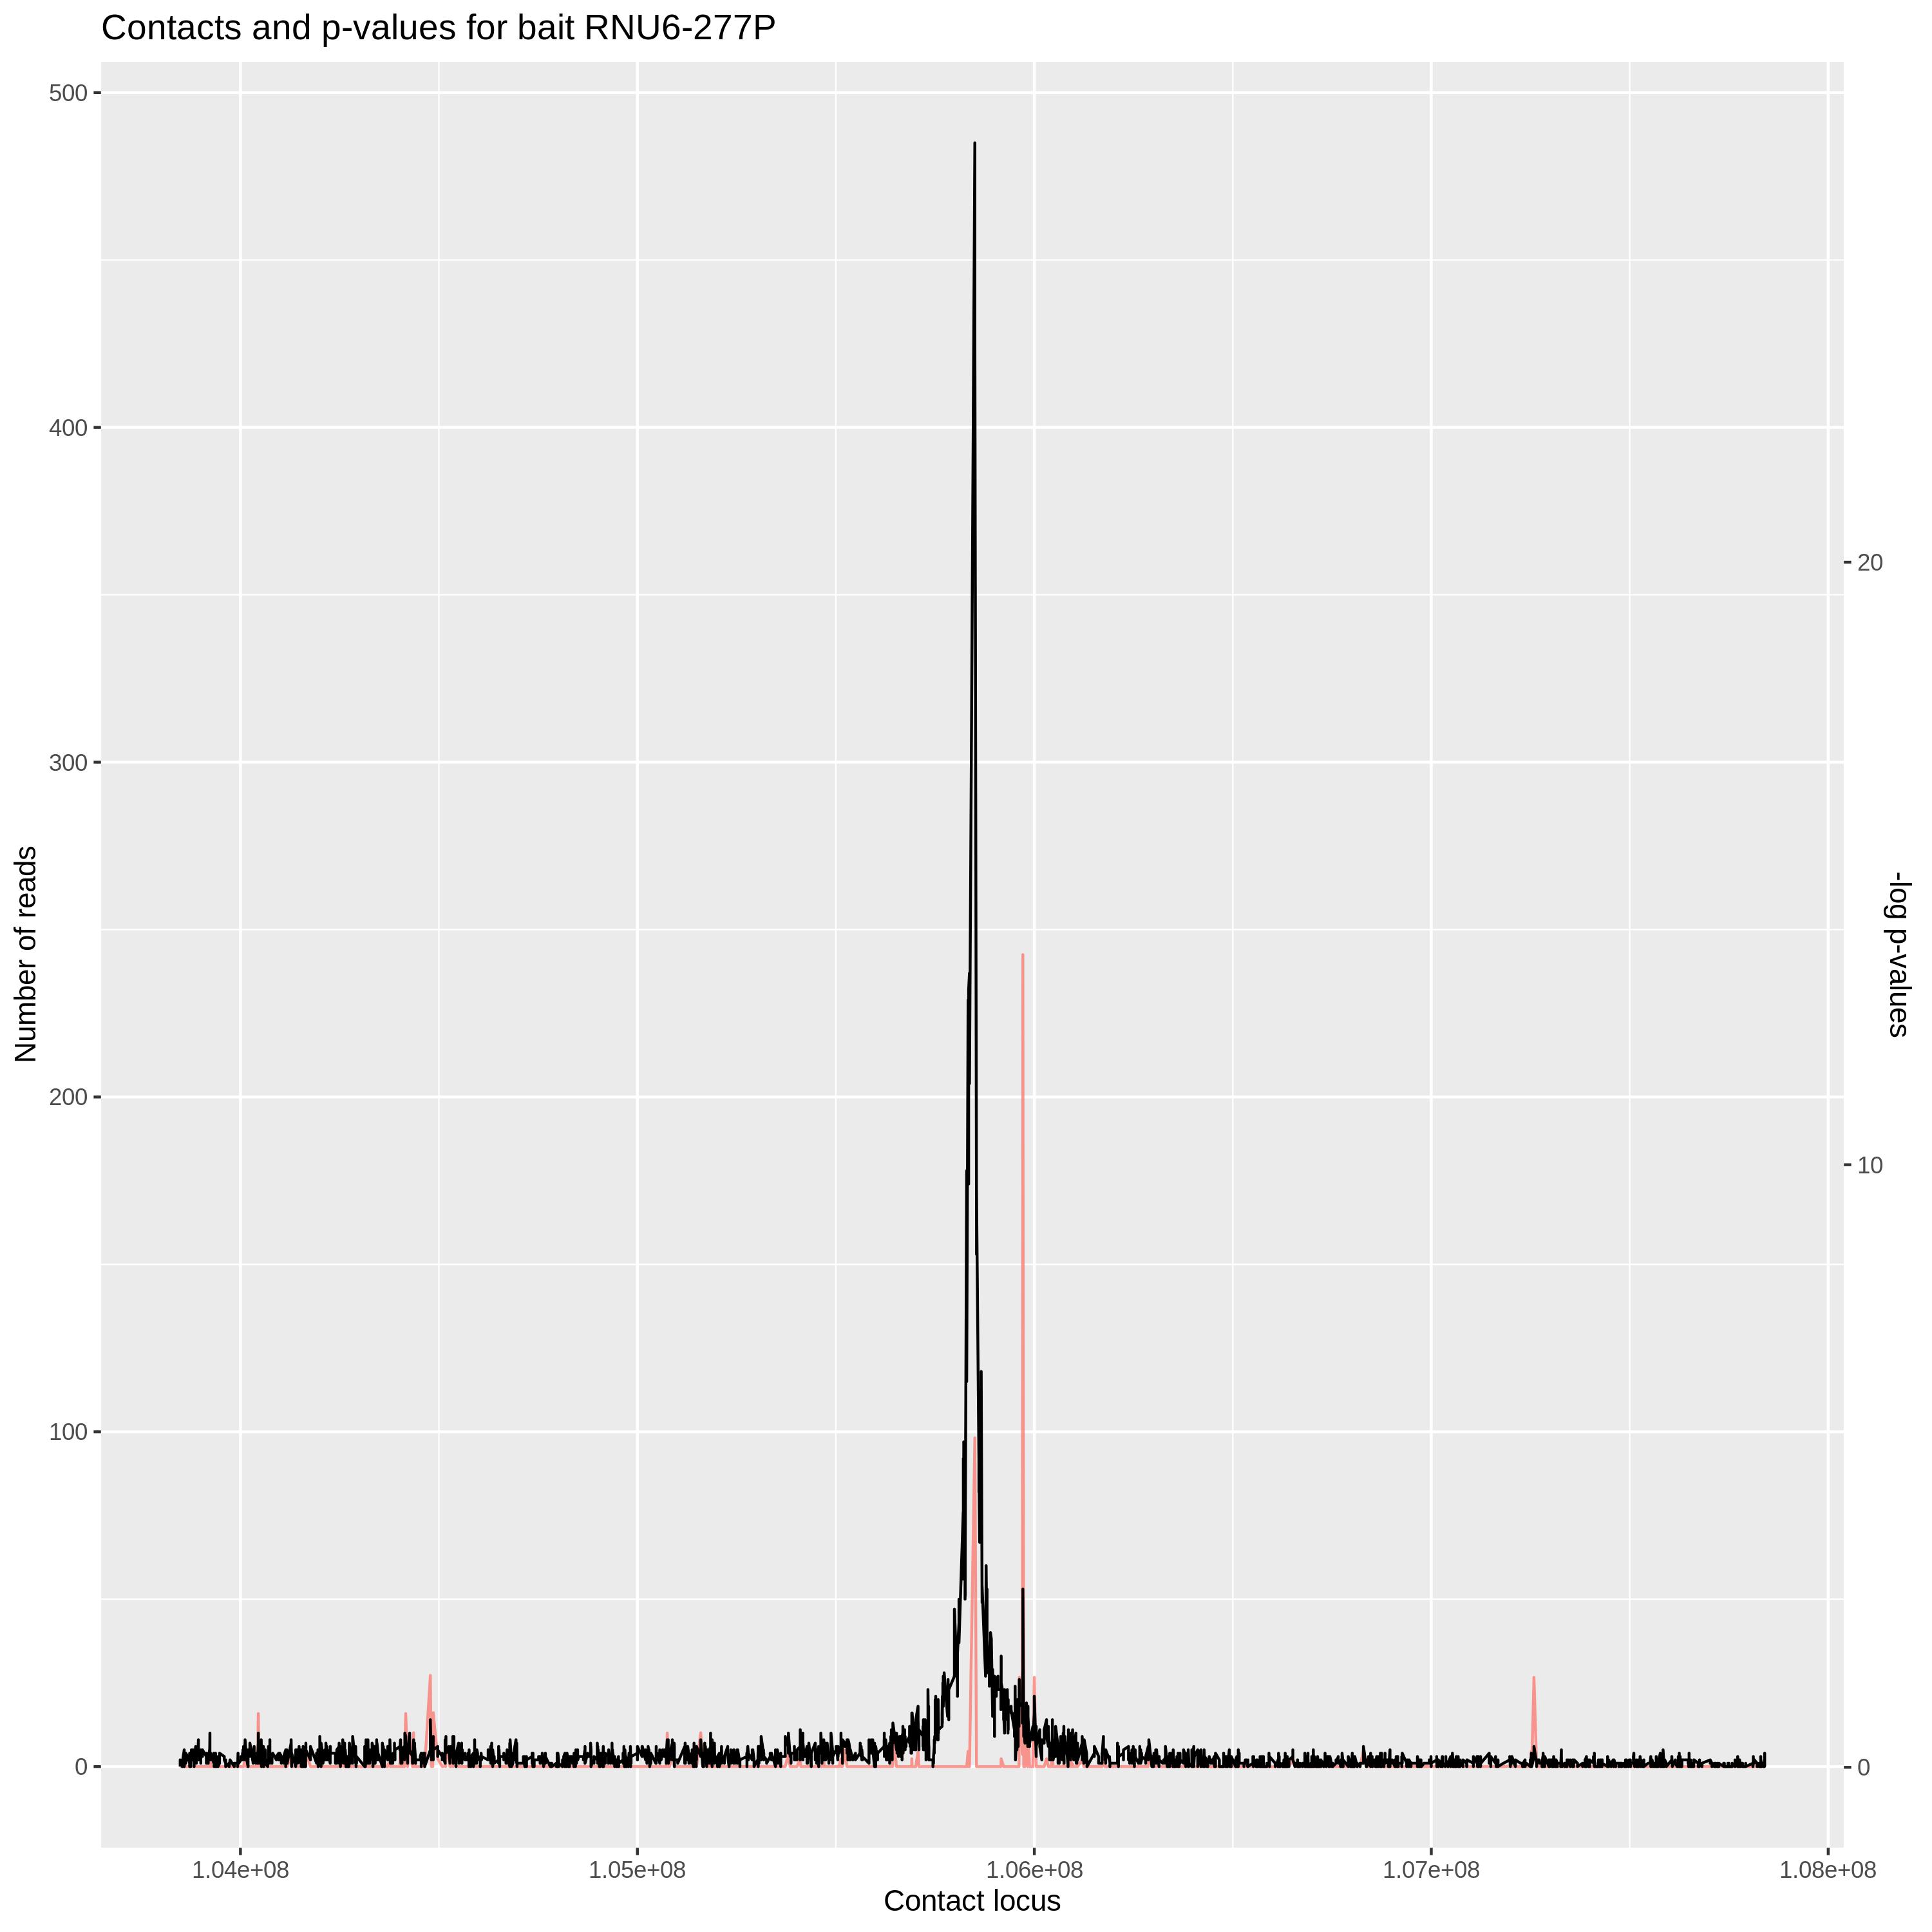 Contacts and p-values for bait RNU6-277P
500
400
300
200
100
0
Number of reads
20
10
0
-log p-values
1.04e+08
1.05e+08
1.06e+08
1.07e+08
1.08e+08
Contact locus